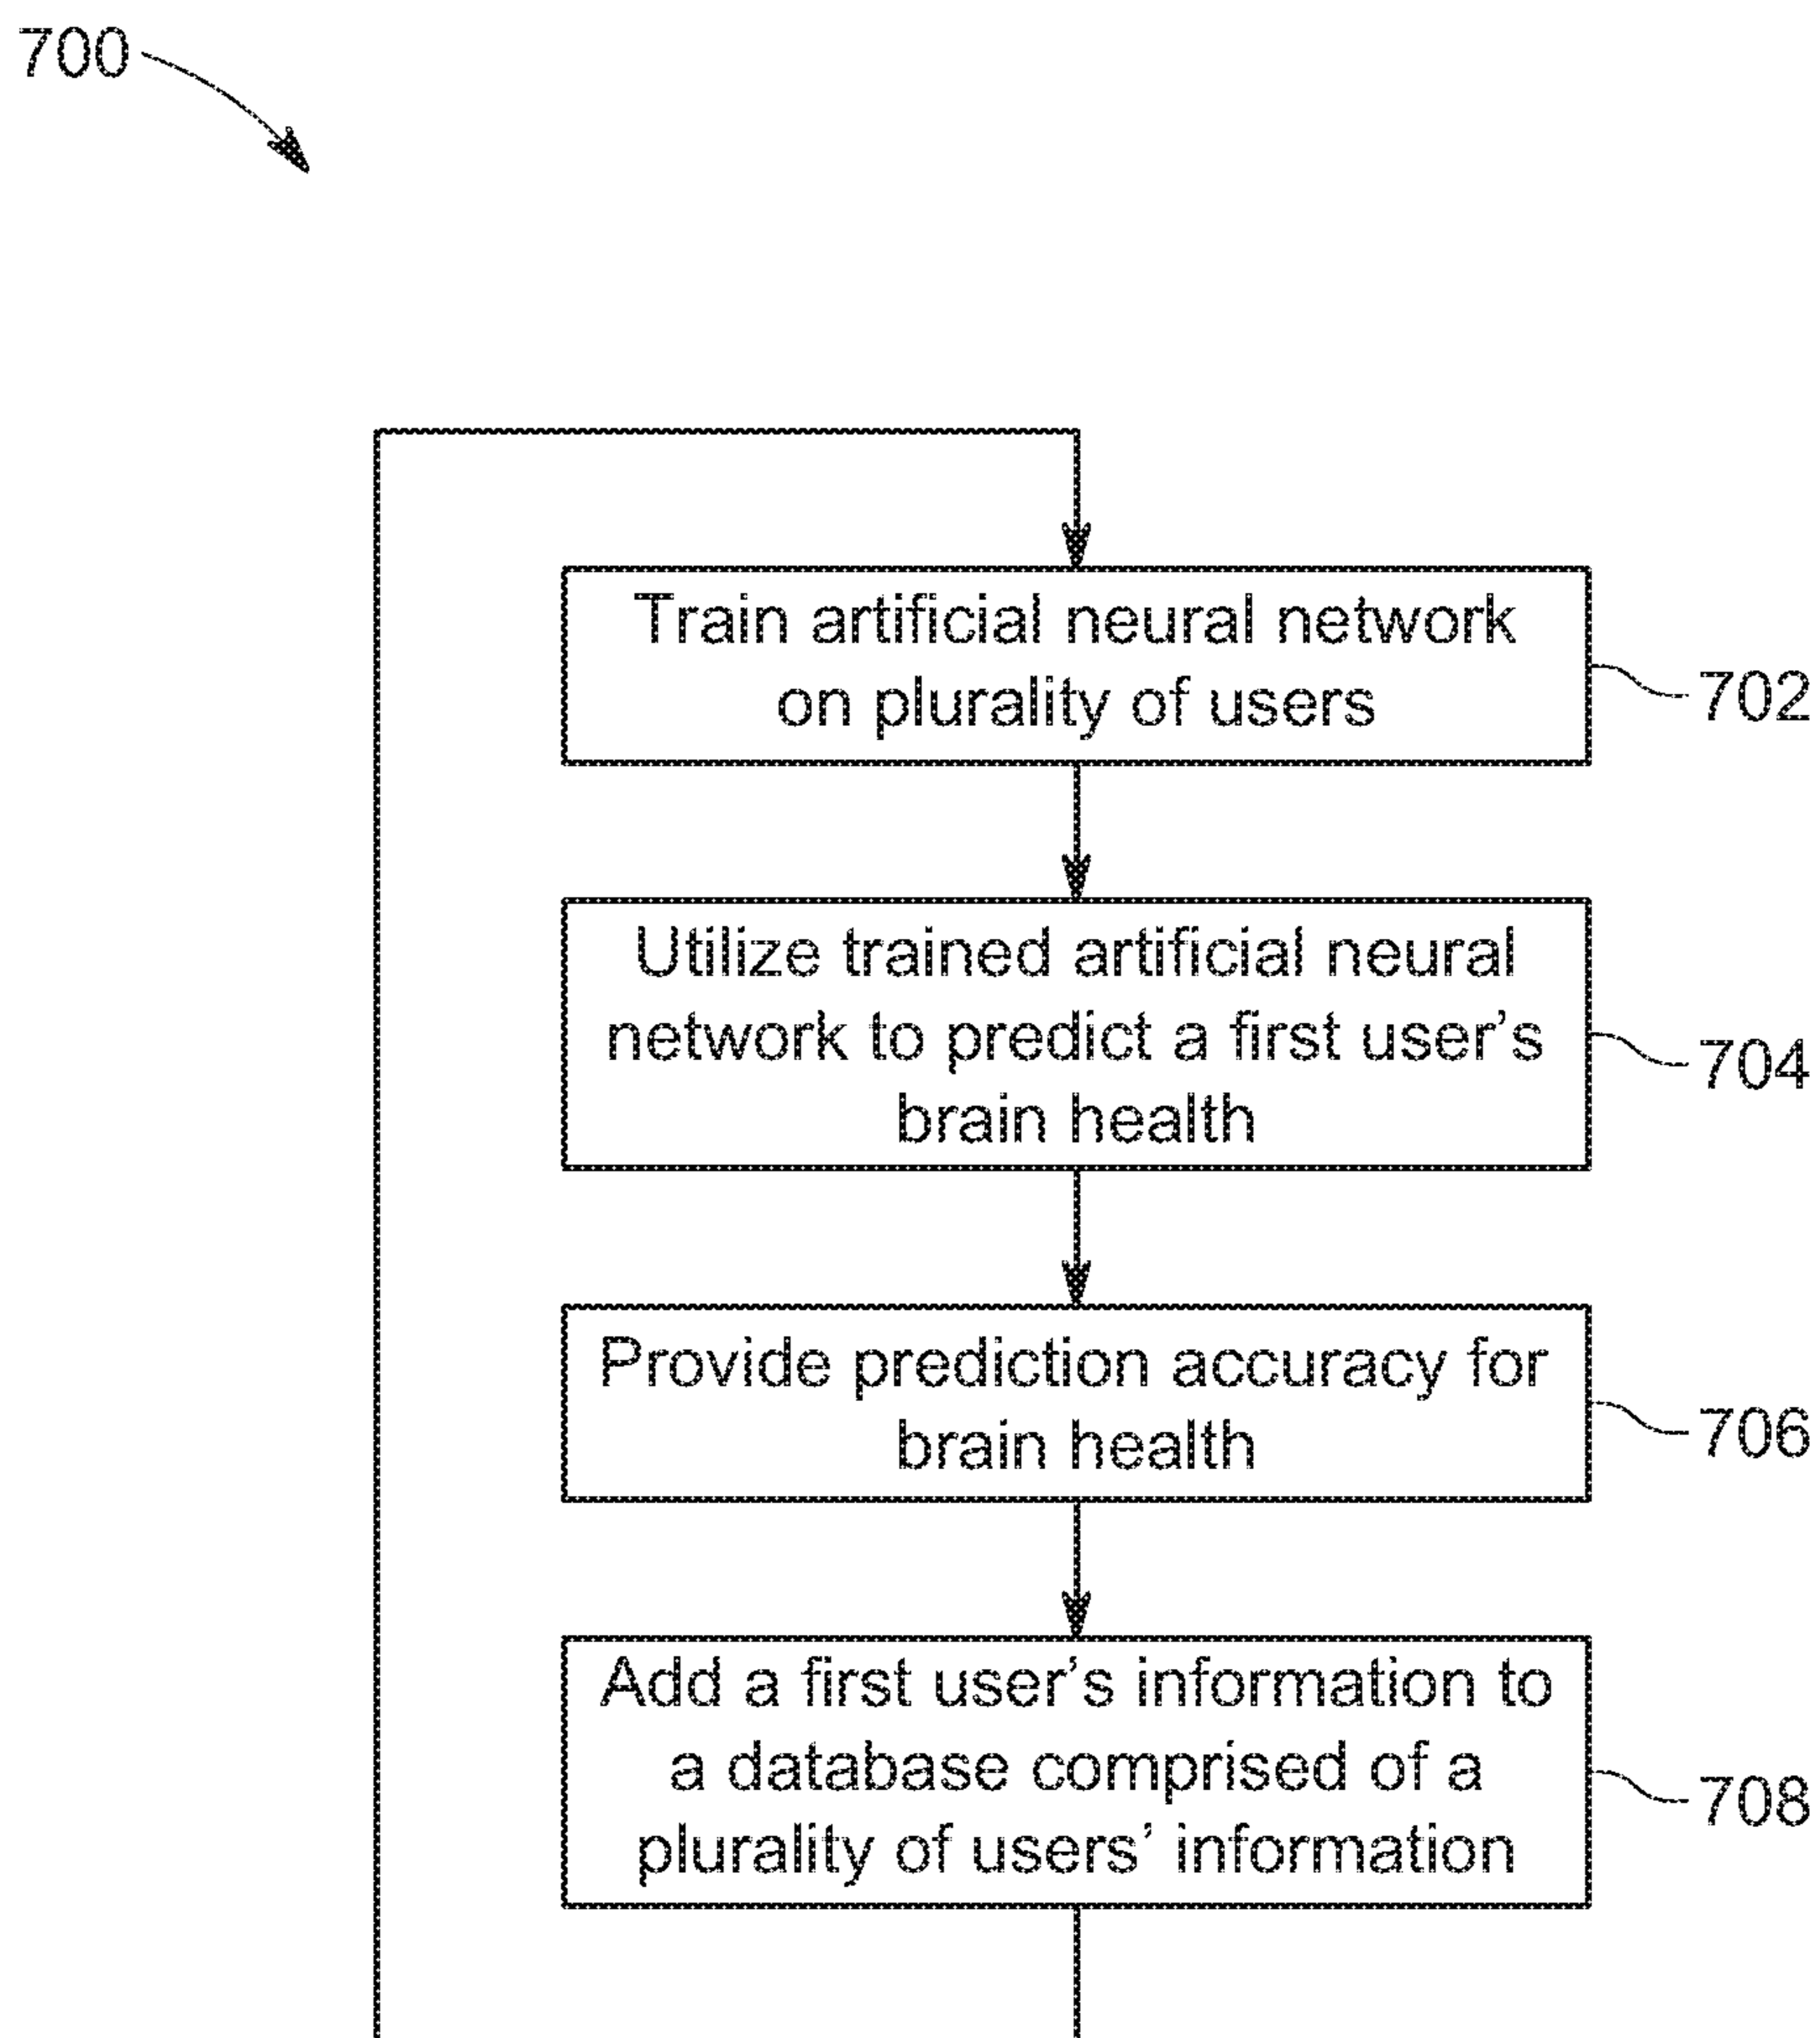 700
Train artificial neural network
on plurality of users
702
Utilize trained artificial neural
network to predict a first user's
brain health
704
Provide prediction accuracy for
brain health
706
Add a first user's information to
a database comprised of a
plurality of users' information
708